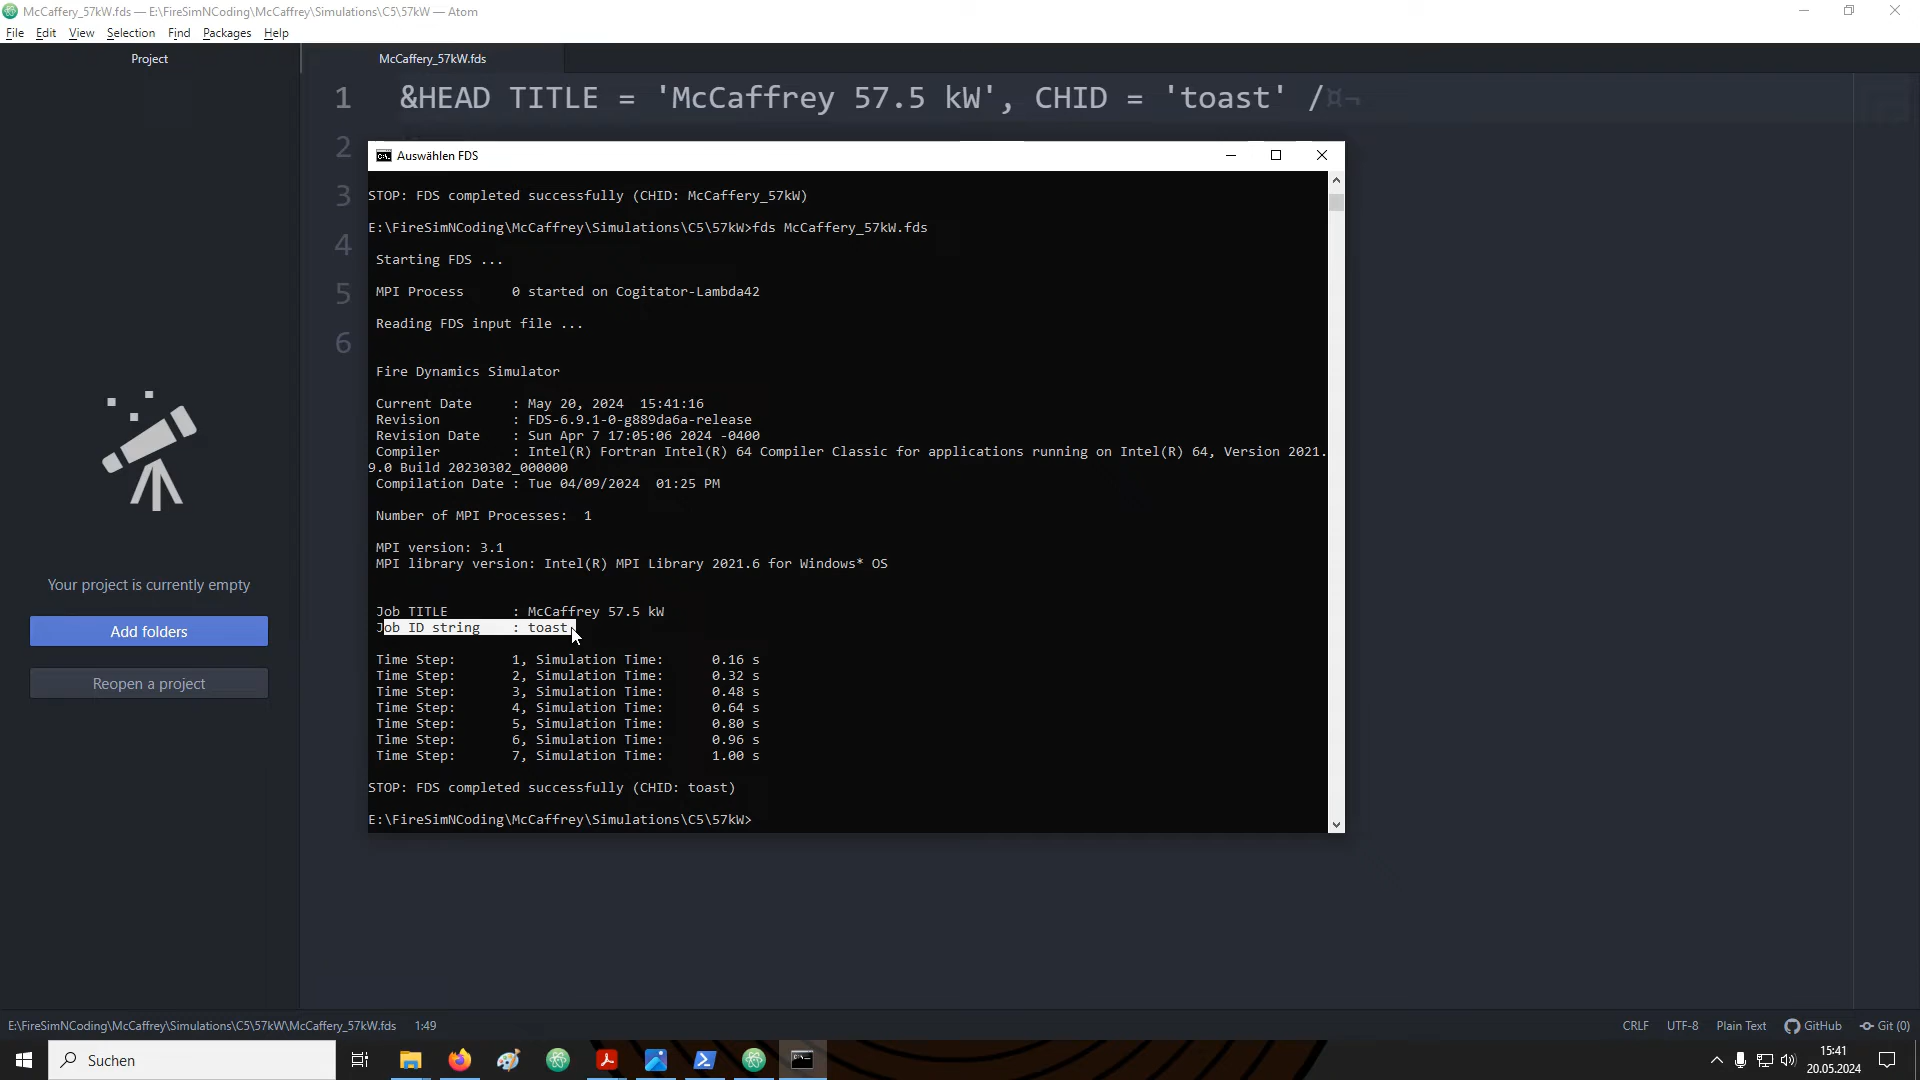 McCaffery_57kW.fds — E:\FireSimNCoding\McCaffrey\Simulations\C5\57kW — Atom
File Edit View Selection Find Packages Help
Project
McCaffery_57kW.fds
1 &HEAD TITLE = 'McCaffrey 57.5 kW', CHID = 'toast' /¤¬
2
3
4
5
6
Auswählen FDS
STOP: FDS completed successfully (CHID: McCaffery_57kW)
E:\FireSimNCoding\McCaffrey\Simulations\C5\57kW>fds McCaffery_57kW.fds
Starting FDS ...
MPI Process 0 started on Cogitator-Lambda42
Reading FDS input file ...
Fire Dynamics Simulator
Current Date : May 20, 2024 15:41:16
Revision : FDS-6.9.1-0-g889da6a-release
Revision Date : Sun Apr 7 17:05:06 2024 -0400
Compiler : Intel(R) Fortran Intel(R) 64 Compiler Classic for applications running on Intel(R) 64, Version 2021.
9.0 Build 20230302_000000
Compilation Date : Tue 04/09/2024 01:25 PM
Number of MPI Processes: 1
MPI version: 3.1
MPI library version: Intel(R) MPI Library 2021.6 for Windows* OS
Job TITLE : McCaffrey 57.5 kW
Job ID string : toast
Time Step: 1, Simulation Time: 0.16 s
Time Step: 2, Simulation Time: 0.32 s
Time Step: 3, Simulation Time: 0.48 s
Time Step: 4, Simulation Time: 0.64 s
Time Step: 5, Simulation Time: 0.80 s
Time Step: 6, Simulation Time: 0.96 s
Time Step: 7, Simulation Time: 1.00 s
STOP: FDS completed successfully (CHID: toast)
E:\FireSimNCoding\McCaffrey\Simulations\C5\57kW>
Your project is currently empty
Add folders
Reopen a project
E:\FireSimNCoding\McCaffrey\Simulations\C5\57kW\McCaffery_57kW.fds 1:49
CRLF UTF-8 Plain Text GitHub Git (0)
Suchen
15:41
20.05.2024